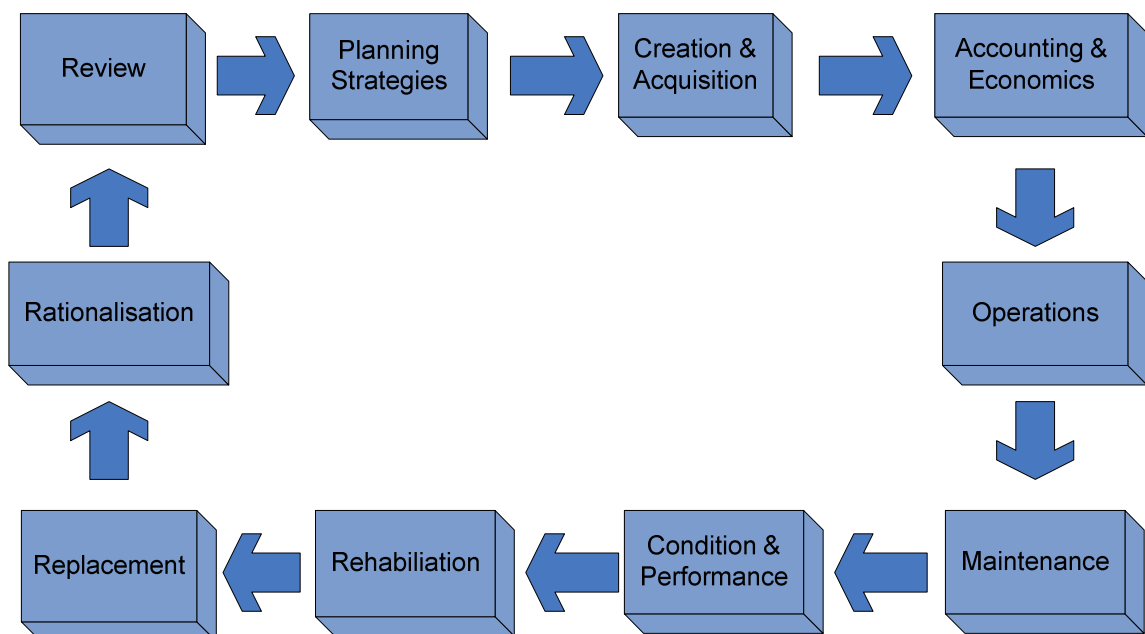 Review
Planning
Strategies
Creation &
Acquisition
Accounting &
Economics
Rationalisation
Operations
Replacement
Rehabiliation
Condition &
Performance
Maintenance